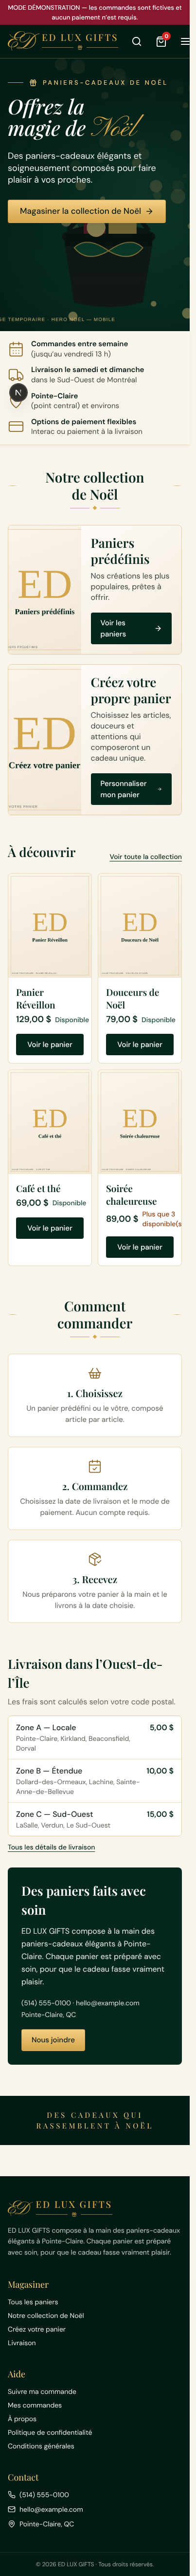 MODE DÉMONSTRATION — les commandes sont fictives et
aucun paiement n'est requis.
ED LUX GIFTS
0
PANIERS-CADEAUX DE NOËL
Offrez la
magie de Noël
Des paniers-cadeaux élégants et
soigneusement composés pour faire
plaisir à vos proches.
Magasiner la collection de Noël →
SE TEMPORAIRE · HERO NOËL — MOBILE
Commandes entre semaine
(jusqu'au vendredi 13 h)
Livraison le samedi et dimanche
dans le Sud-Ouest de Montréal
Pointe-Claire
(point central) et environs
Options de paiement flexibles
Interac ou paiement à la livraison
N
Notre collection
de Noël
ED
Paniers prédéfinis
Paniers
prédéfinis
Nos créations les plus
populaires, prêtes à
offrir.
Voir les
paniers →
ED
Créez votre panier
Créez votre
propre panier
Choisissez les articles,
douceurs et
attentions qui
composeront un
cadeau unique.
Personnaliser
mon panier →
À découvrir
Voir toute la collection
ED
Panier Réveillon
Panier
Réveillon
129,00 $ Disponible
Voir le panier
ED
Douceurs de Noël
Douceurs de
Noël
79,00 $ Disponible
Voir le panier
ED
Café et thé
Café et thé
69,00 $ Disponible
Voir le panier
ED
Soirée chaleureuse
Soirée
chaleureuse
89,00 $ Plus que 3
disponible(s
Voir le panier
Comment
commander
1. Choisissez
Un panier prédéfini ou le vôtre, composé
article par article.
2. Commandez
Choisissez la date de livraison et le mode de
paiement. Aucun compte requis.
3. Recevez
Nous préparons votre panier à la main et le
livrons à la date choisie.
Livraison dans l'Ouest-de-
l'Île
Les frais sont calculés selon votre code postal.
Zone A — Locale 5,00 $
Pointe-Claire, Kirkland, Beaconsfield,
Dorval
Zone B — Étendue 10,00 $
Dollard-des-Ormeaux, Lachine, Sainte-
Anne-de-Bellevue
Zone C — Sud-Ouest 15,00 $
LaSalle, Verdun, Le Sud-Ouest
Tous les détails de livraison
Des paniers faits avec
soin
ED LUX GIFTS compose à la main des
paniers-cadeaux élégants à Pointe-
Claire. Chaque panier est préparé avec
soin, pour que le cadeau fasse vraiment
plaisir.
(514) 555-0100 · hello@example.com
Pointe-Claire, QC
Nous joindre
DES CADEAUX QUI
RASSEMBLENT À NOËL
ED LUX GIFTS
ED LUX GIFTS compose à la main des paniers-cadeaux
élégants à Pointe-Claire. Chaque panier est préparé
avec soin, pour que le cadeau fasse vraiment plaisir.
Magasiner
Tous les paniers
Notre collection de Noël
Créez votre panier
Livraison
Aide
Suivre ma commande
Mes commandes
À propos
Politique de confidentialité
Conditions générales
Contact
(514) 555-0100
hello@example.com
Pointe-Claire, QC
© 2026 ED LUX GIFTS · Tous droits réservés.